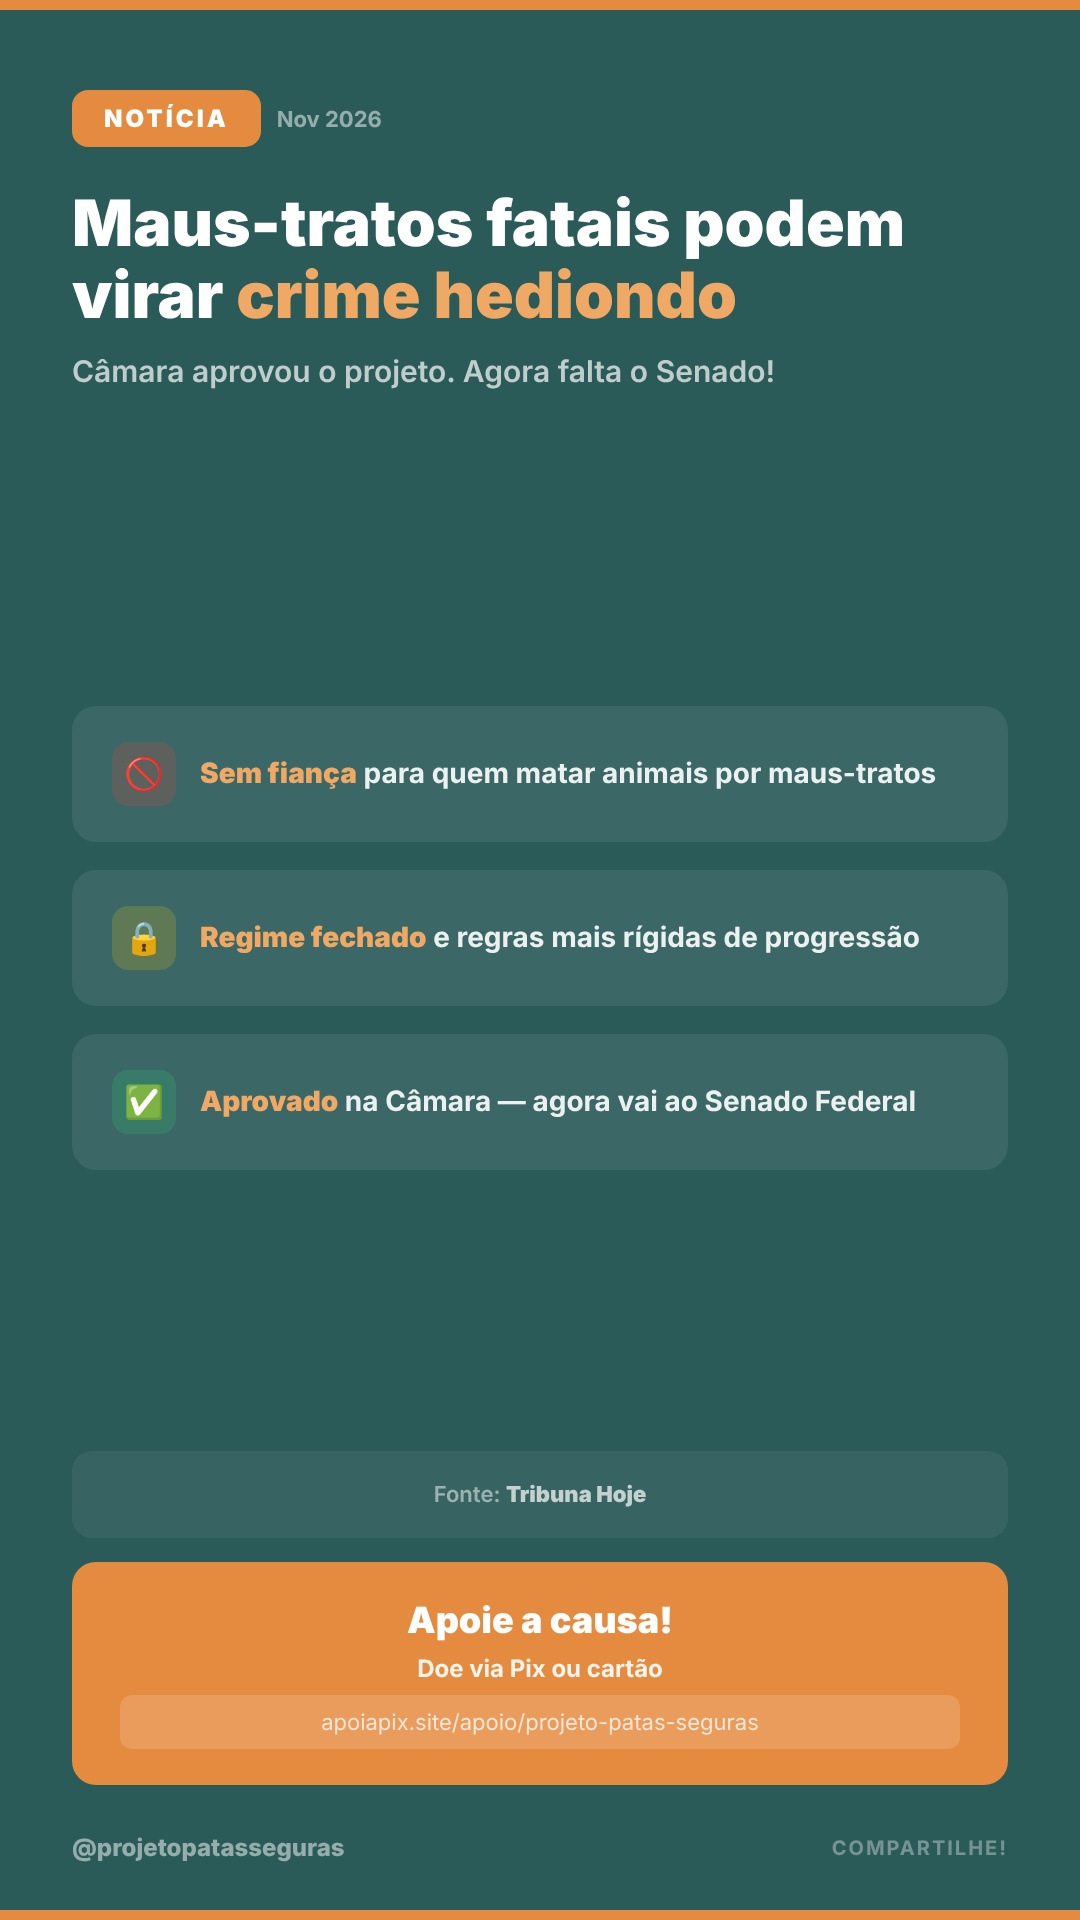 NOTÍCIA
Nov 2026
Maus-tratos fatais podem
virar crime hediondo
Câmara aprovou o projeto. Agora falta o Senado!
🚫 Sem fiança para quem matar animais por maus-tratos
🔒 Regime fechado e regras mais rígidas de progressão
✅ Aprovado na Câmara — agora vai ao Senado Federal
Fonte: Tribuna Hoje
Apoie a causa!
Doe via Pix ou cartão
apoiapix.site/apoio/projeto-patas-seguras
@projetopatasseguras
COMPARTILHE!